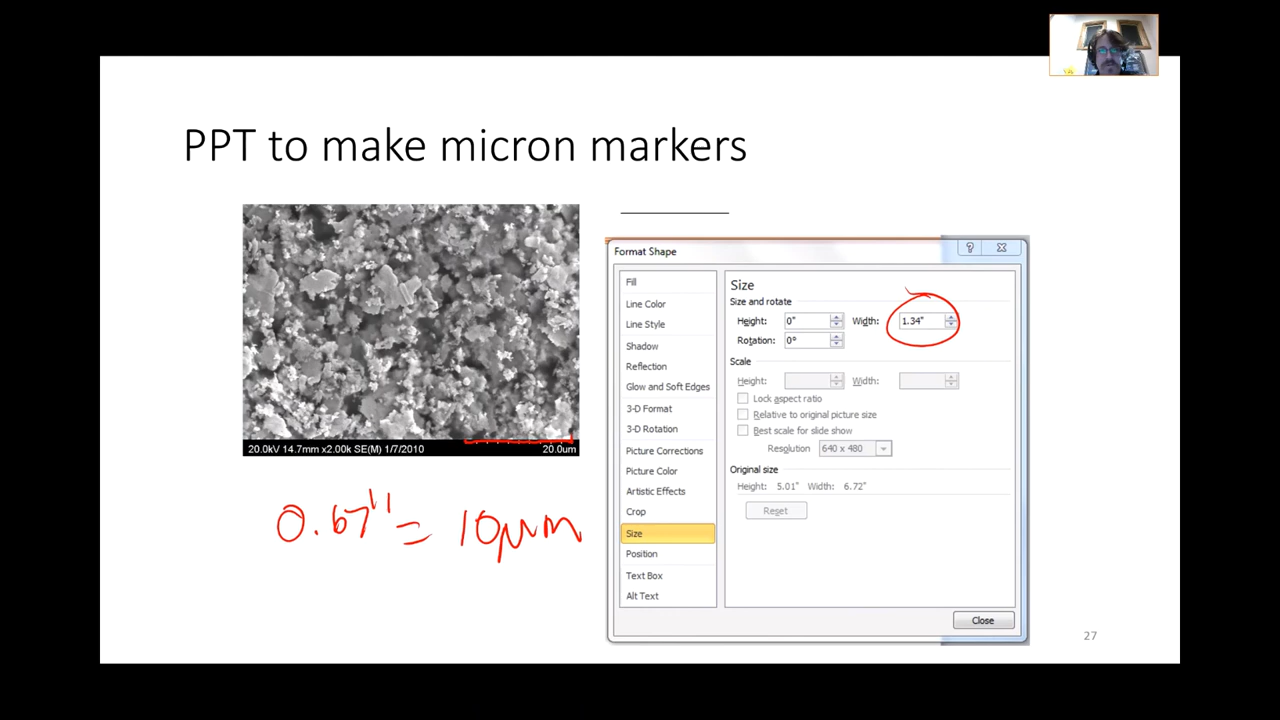 PPT to make micron markers
20.0kV 14.7mm x2.00k SE(M) 1/7/2010 20.0um
0.67" = 10μm
Format Shape
Fill
Line Color
Line Style
Shadow
Reflection
Glow and Soft Edges
3-D Format
3-D Rotation
Picture Corrections
Picture Color
Artistic Effects
Crop
Size
Position
Text Box
Alt Text
Size
Size and rotate
Height: 0" Width: 1.34"
Rotation: 0°
Scale
Height: Width:
Lock aspect ratio
Relative to original picture size
Best scale for slide show
Resolution 640 x 480
Original size
Height: 5.01" Width: 6.72"
Reset
Close
27